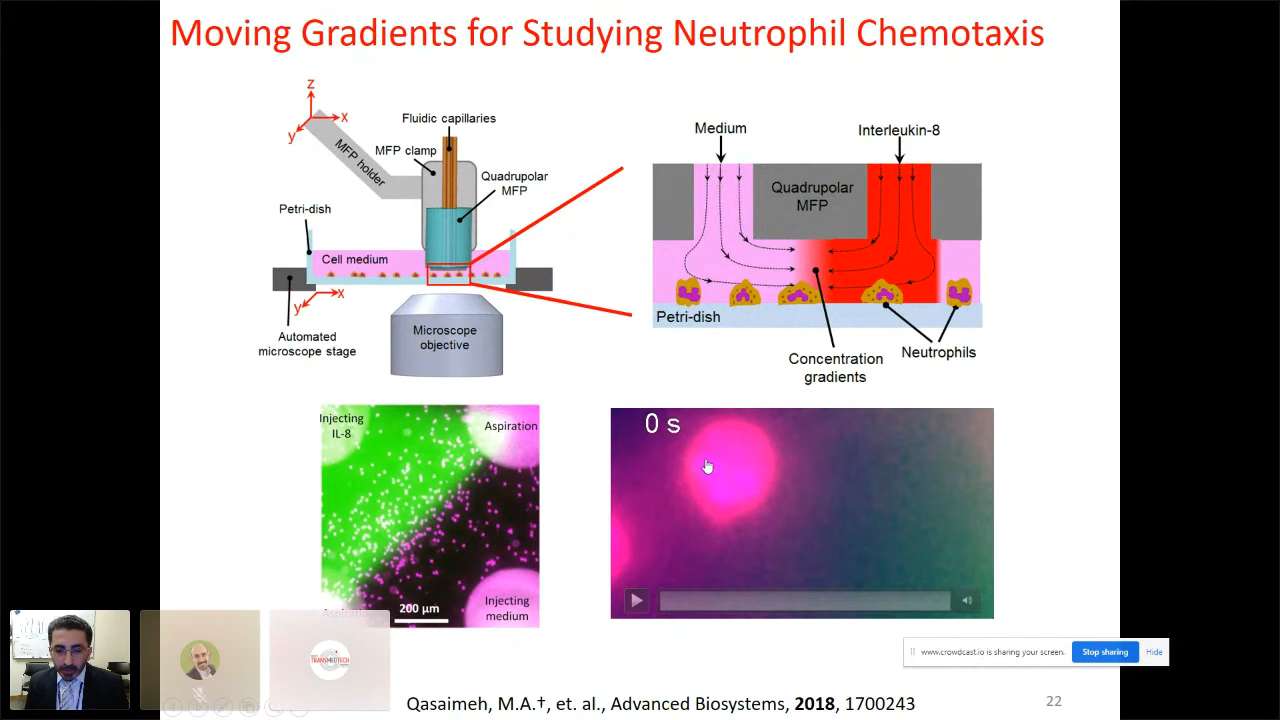 Moving Gradients for Studying Neutrophil Chemotaxis
z
x
y
MFP holder
Fluidic capillaries
MFP clamp
Quadrupolar
MFP
Petri-dish
Cell medium
x
y
Automated
microscope stage
Microscope
objective
Medium
Interleukin-8
Quadrupolar
MFP
Petri-dish
Concentration
gradients
Neutrophils
Injecting
IL-8
Aspiration
Aspiration
200 µm
Injecting
medium
0 s
TRANSMEDTECH
www.crowdcast.io is sharing your screen.
Stop sharing
Hide
Qasaimeh, M.A.†, et. al., Advanced Biosystems, 2018, 1700243
22